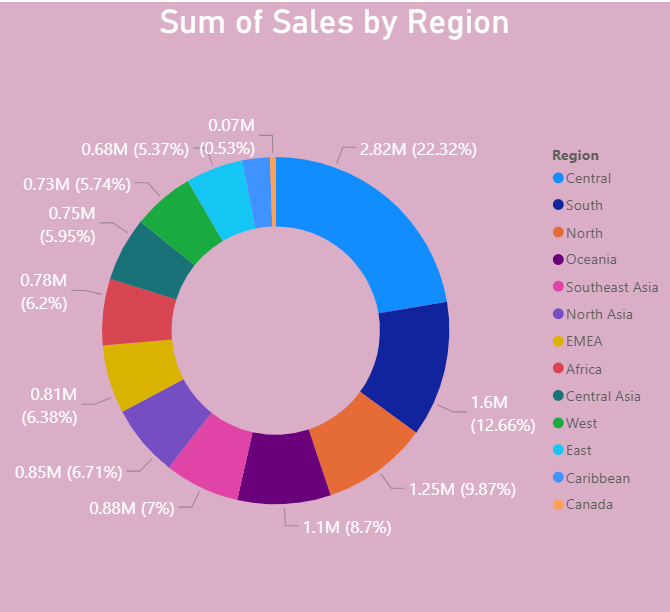 Sum of Sales by Region
0.07M
(0.53%)
2.82M (22.32%)
1.6M
(12.66%)
1.25M (9.87%)
1.1M (8.7%)
0.88M (7%)
0.85M (6.71%)
0.81M
(6.38%)
0.78M
(6.2%)
0.75M
(5.95%)
0.73M (5.74%)
0.68M (5.37%)
Region
Central
South
North
Oceania
Southeast Asia
North Asia
EMEA
Africa
Central Asia
West
East
Caribbean
Canada